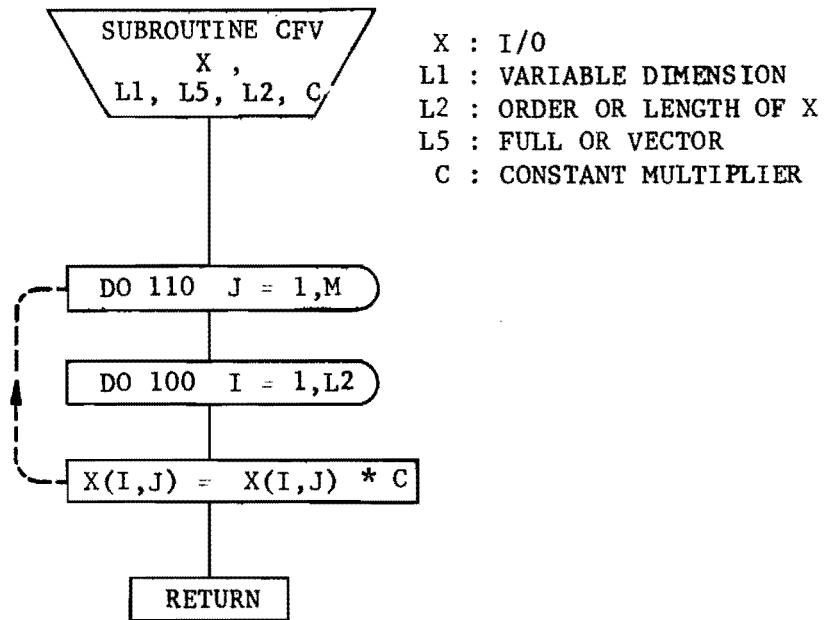 SUBROUTINE CFV
X ,
L1, L5, L2, C
X : I/O
L1 : VARIABLE DIMENSION
L2 : ORDER OR LENGTH OF X
L5 : FULL OR VECTOR
C : CONSTANT MULTIPLIER
DO 110 J = 1,M
DO 100 I = 1,L2
X(I,J) = X(I,J) * C
RETURN